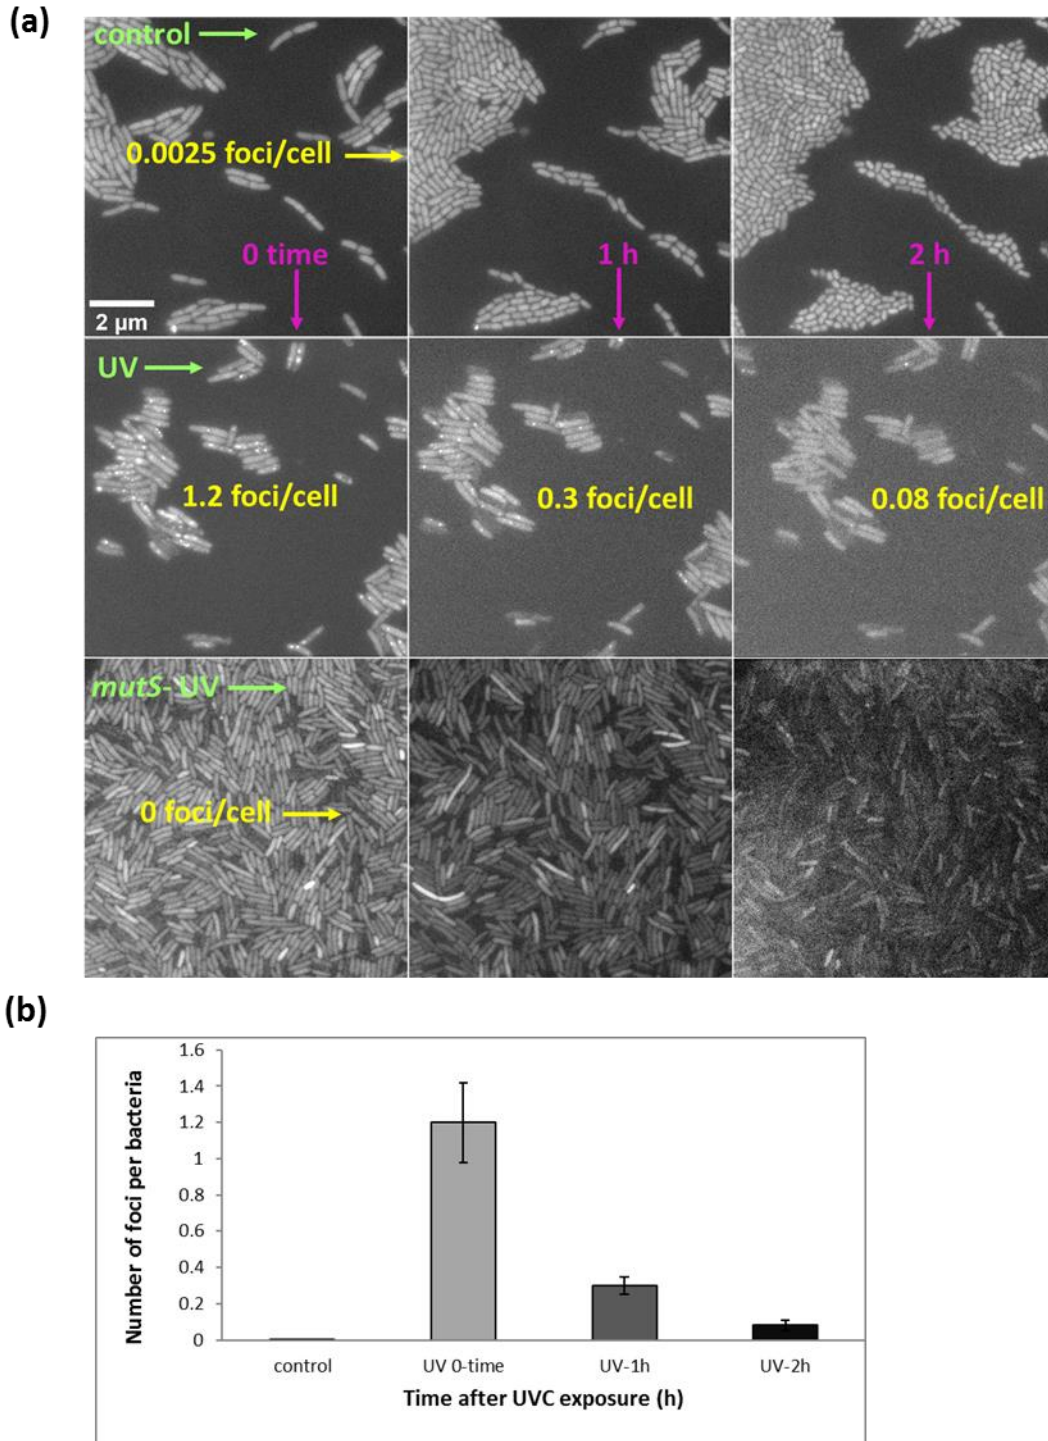 (a)
control
0.0025 foci/cell
0 time
1 h
2 h
2 µm
UV
1.2 foci/cell
0.3 foci/cell
0.08 foci/cell
mutS- UV
0 foci/cell
(b)
1.6
1.4
1.2
1
0.8
0.6
0.4
0.2
0
Number of foci per bacteria
control
UV 0-time
UV-1h
UV-2h
Time after UVC exposure (h)